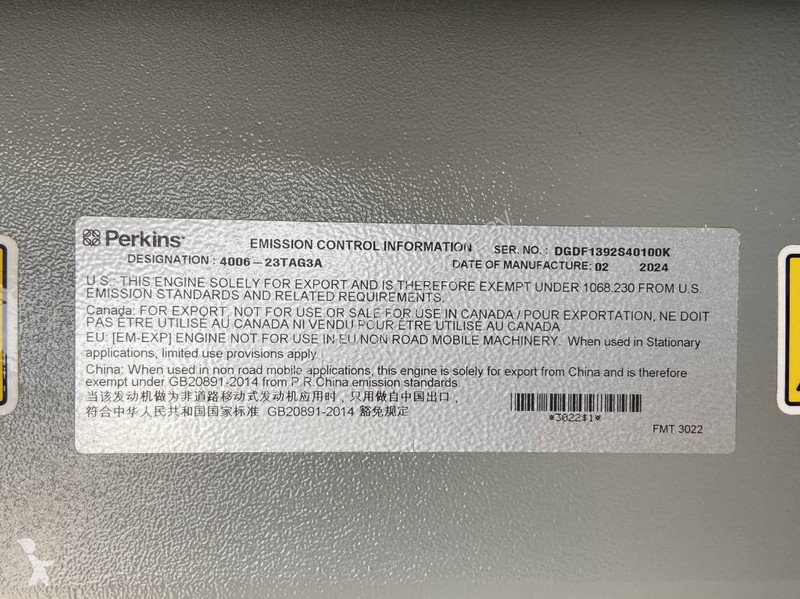 Perkins EMISSION CONTROL INFORMATION SER. NO. : DGDF1392S40100K
DESIGNATION : 4006-23TAG3A DATE OF MANUFACTURE: 02 2024
U.S.: THIS ENGINE SOLELY FOR EXPORT AND IS THEREFORE EXEMPT UNDER 1068.230 FROM U.S.
EMISSION STANDARDS AND RELATED REQUIREMENTS.
Canada: FOR EXPORT, NOT FOR USE OR SALE FOR USE IN CANADA / POUR EXPORTATION, NE DOIT
PAS ÊTRE UTILISE AU CANADA NI VENDU POUR ÊTRE UTILISE AU CANADA
EU: [EM-EXP] ENGINE NOT FOR USE IN EU NON ROAD MOBILE MACHINERY. When used in Stationary
applications, limited use provisions apply
China: When used in non road mobile applications, this engine is solely for export from China and is therefore
exempt under GB20891-2014 from P.R.China emission standards.
当该发动机做为非道路移动式发动机应用时，只用做自中国出口，
符合中华人民共和国国家标准 GB20891-2014 豁免规定
*3022$1*
FMT 3022